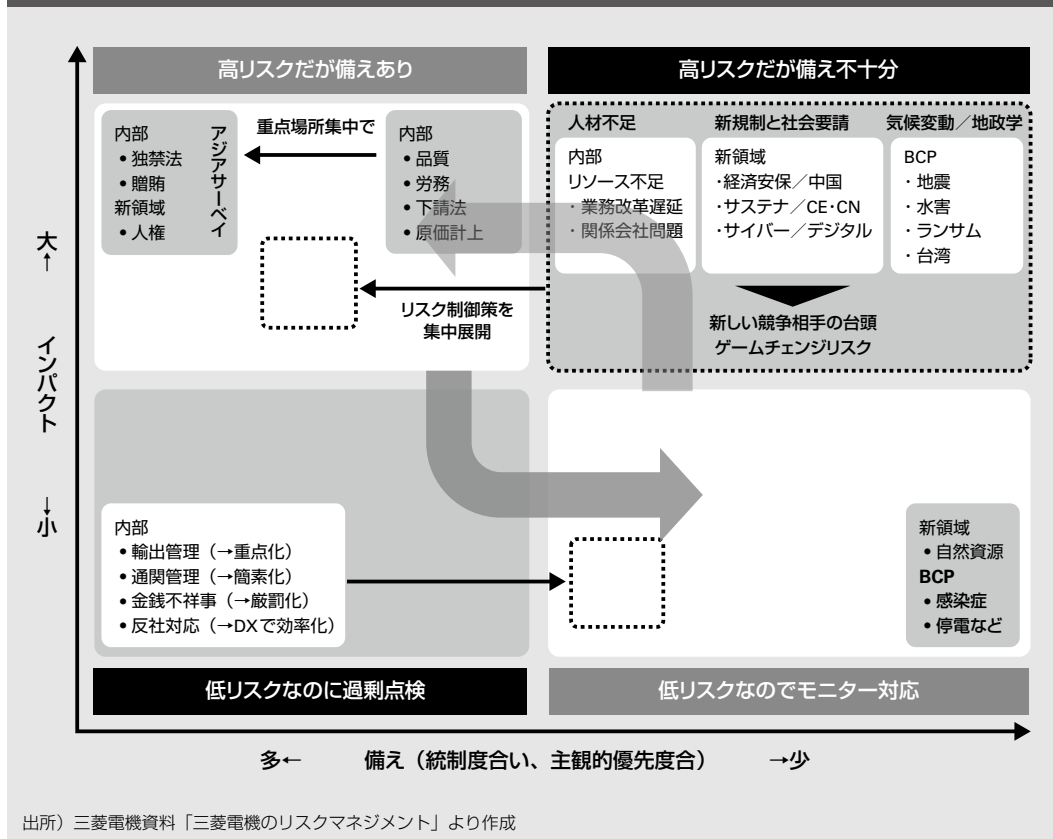 高リスクだが備えあり
高リスクだが備え不十分
内部
•独禁法
•贈賄
新領域
•人権
アジアサーベイ
重点場所集中で
内部
•品質
•労務
•下請法
•原価計上
人材不足
内部
リソース不足
・業務改革遅延
・関係会社問題
新規制と社会要請
新領域
・経済安保／中国
・サステナ／CE・CN
・サイバー／デジタル
気候変動／地政学
BCP
・地震
・水害
・ランサム
・台湾
リスク制御策を
集中展開
新しい競争相手の台頭
ゲームチェンジリスク
大←
インパクト
→小
内部
•輸出管理（→重点化）
•通関管理（→簡素化）
•金銭不祥事（→厳罰化）
•反社対応（→DXで効率化）
新領域
•自然資源
BCP
•感染症
•停電など
低リスクなのに過剰点検
低リスクなのでモニター対応
多← 備え（統制度合い、主観的優先度合） →少
出所）三菱電機資料「三菱電機のリスクマネジメント」より作成